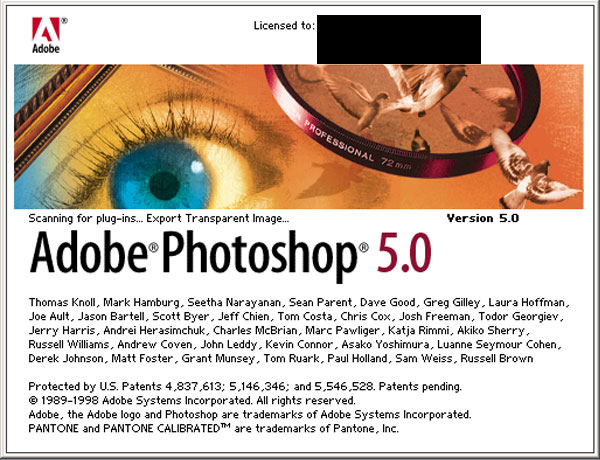 Adobe®
Licensed to:
PROFESSIONAL 72mm
Scanning for plug-ins... Export Transparent Image...
Version 5.0
Adobe® Photoshop® 5.0
Thomas Knoll, Mark Hamburg, Seetha Narayanan, Sean Parent, Dave Good, Greg Gilley, Laura Hoffman,
Joe Ault, Jason Bartell, Scott Byer, Jeff Chien, Tom Costa, Chris Cox, Josh Freeman, Todor Georgiev,
Jerry Harris, Andrei Herasimchuk, Charles McBrian, Marc Pawliger, Katja Rimmi, Akiko Sherry,
Russell Williams, Andrew Coven, John Leddy, Kevin Connor, Asako Yoshimura, Luanne Seymour Cohen,
Derek Johnson, Matt Foster, Grant Munsey, Tom Ruark, Paul Holland, Sam Weiss, Russell Brown
Protected by U.S. Patents 4,837,613; 5,146,346; and 5,546,528. Patents pending.
© 1989-1998 Adobe Systems Incorporated. All rights reserved.
Adobe, the Adobe logo and Photoshop are trademarks of Adobe Systems Incorporated.
PANTONE and PANTONE CALIBRATED™ are trademarks of Pantone, Inc.